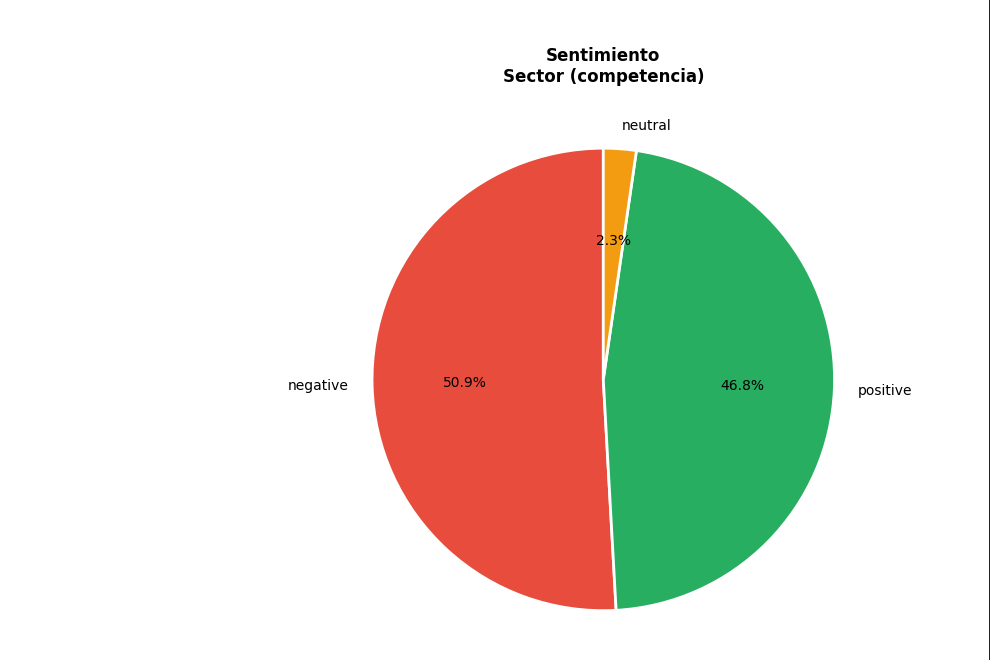 Sentimiento
Sector (competencia)
neutral
2.3%
negative
50.9%
46.8%
positive